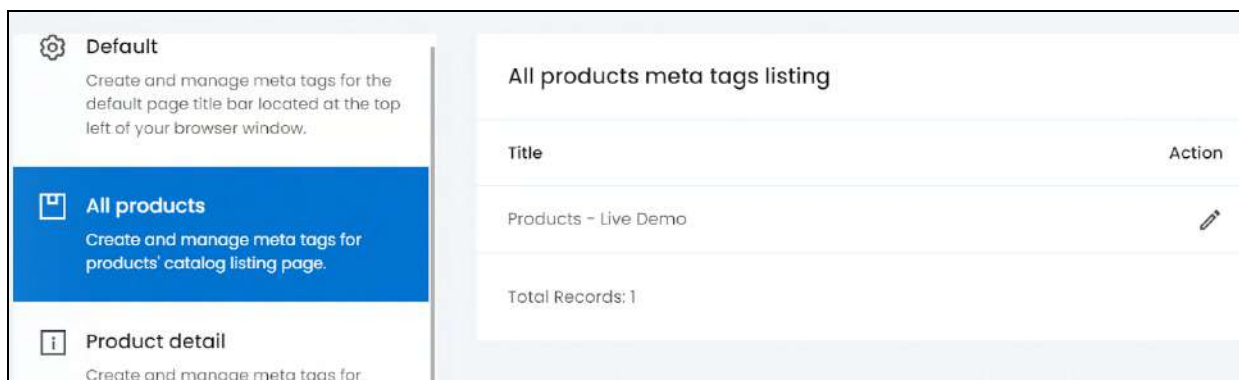 Default
Create and manage meta tags for the
default page title bar located at the top
left of your browser window.
All products
Create and manage meta tags for
products' catalog listing page.
Product detail
Create and manage meta tags for
All products meta tags listing
Title Action
Products - Live Demo
Total Records: 1